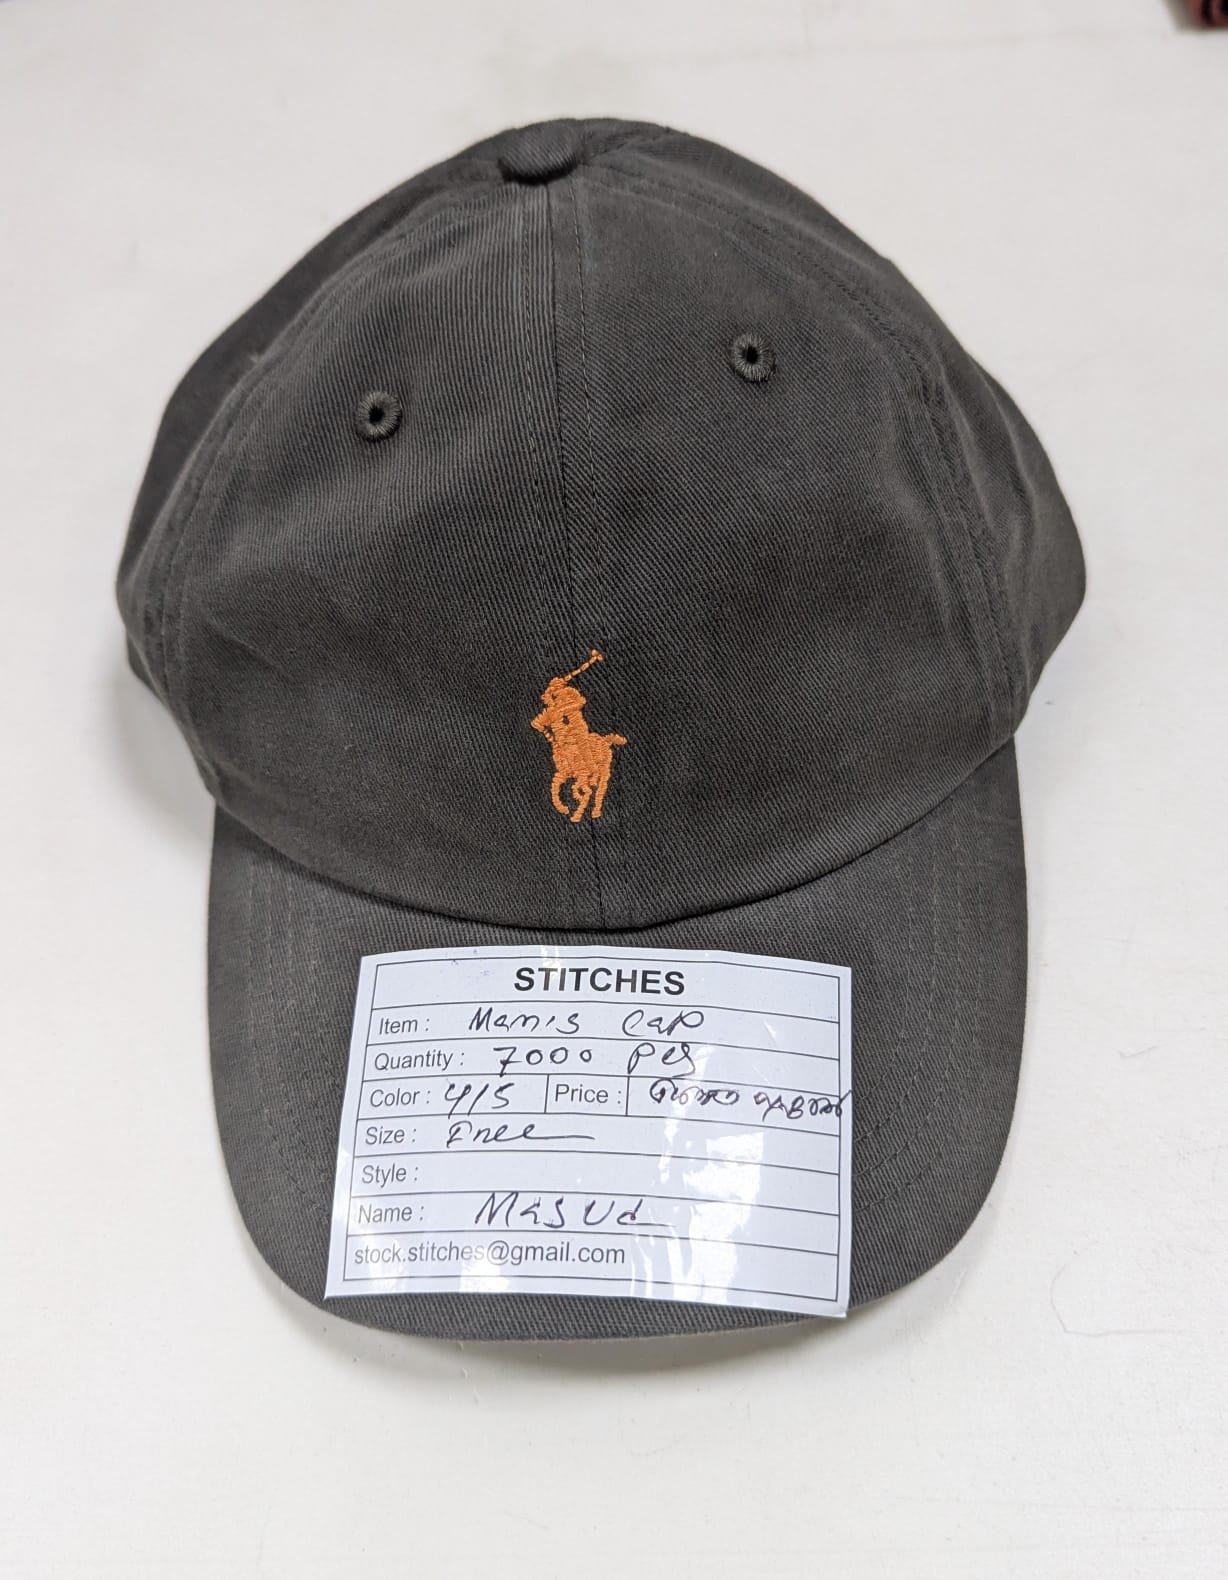 STITCHES
Item : Man's Cap
Quantity : 7000 Pcs
Color : 4/5 Price :
Size : Free
Style :
Name : Masud
stock.stitches@gmail.com